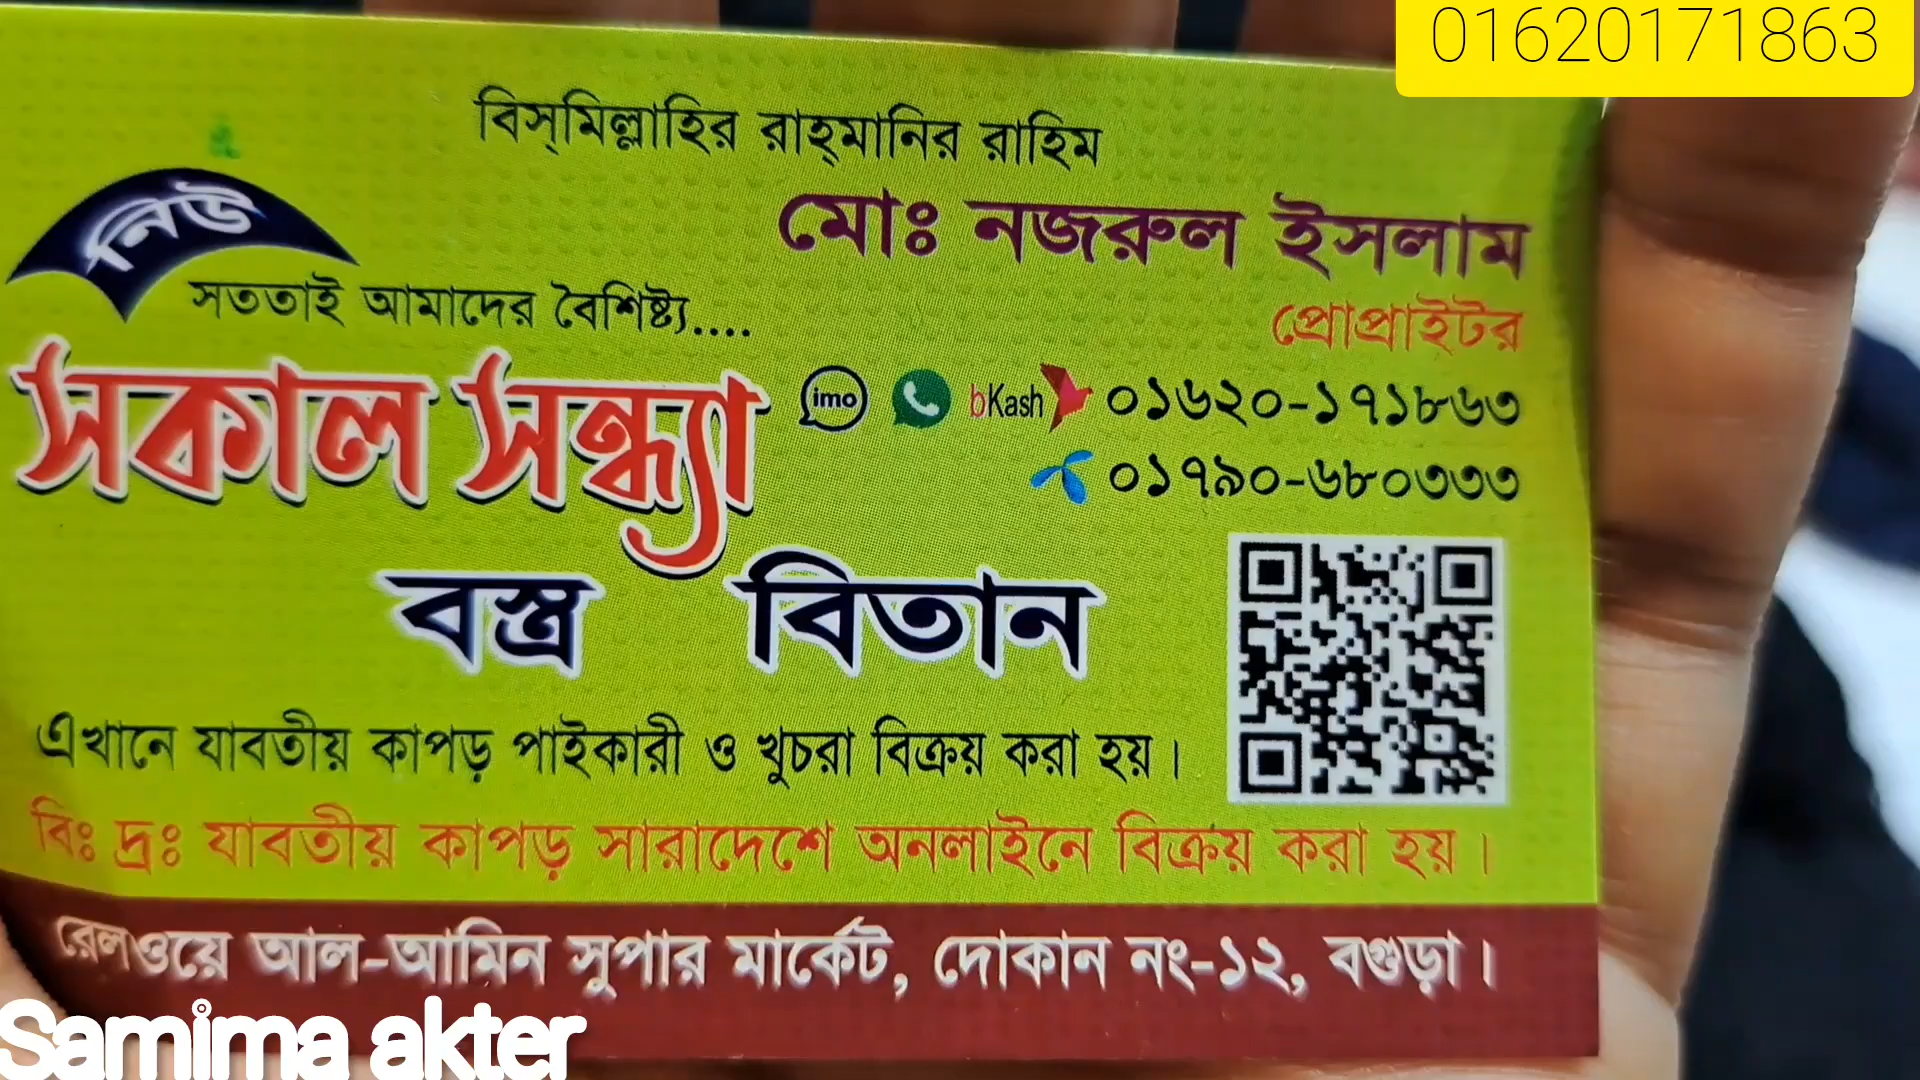 01620171863
বিস্‌মিল্লাহির রাহ্‌মানির রাহিম
মোঃ নজরুল ইসলাম
প্রোপ্রাইটর
নিউ
সততাই আমাদের বৈশিষ্ট্য....
সকাল সন্ধ্যা
বস্ত্র বিতান
imo bKash ০১৬২০-১৭১৮৬৩
০১৭৯০-৬৮০৩৩৩
এখানে যাবতীয় কাপড় পাইকারী ও খুচরা বিক্রয় করা হয়।
বিঃ দ্রঃ যাবতীয় কাপড় সারাদেশে অনলাইনে বিক্রয় করা হয়।
রেলওয়ে আল-আমিন সুপার মার্কেট, দোকান নং-১২, বগুড়া।
Samima akter